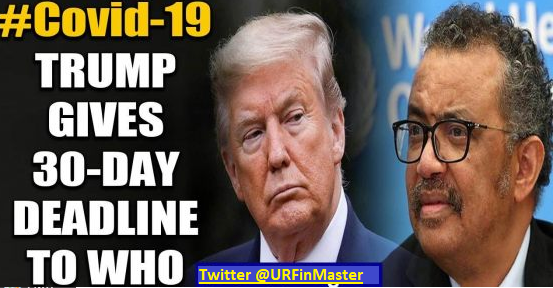 #Covid-19
TRUMP
GIVES
30-DAY
DEADLINE
TO WHO
Twitter @URFinMaster